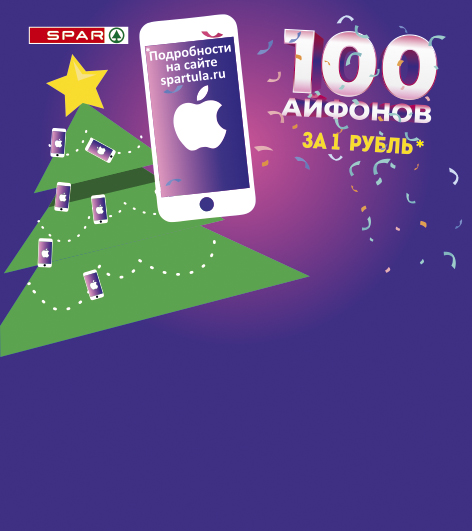 SPAR
*Подробности
на сайте
spartula.ru
100
АЙФОНОВ
ЗА 1 РУБЛЬ*